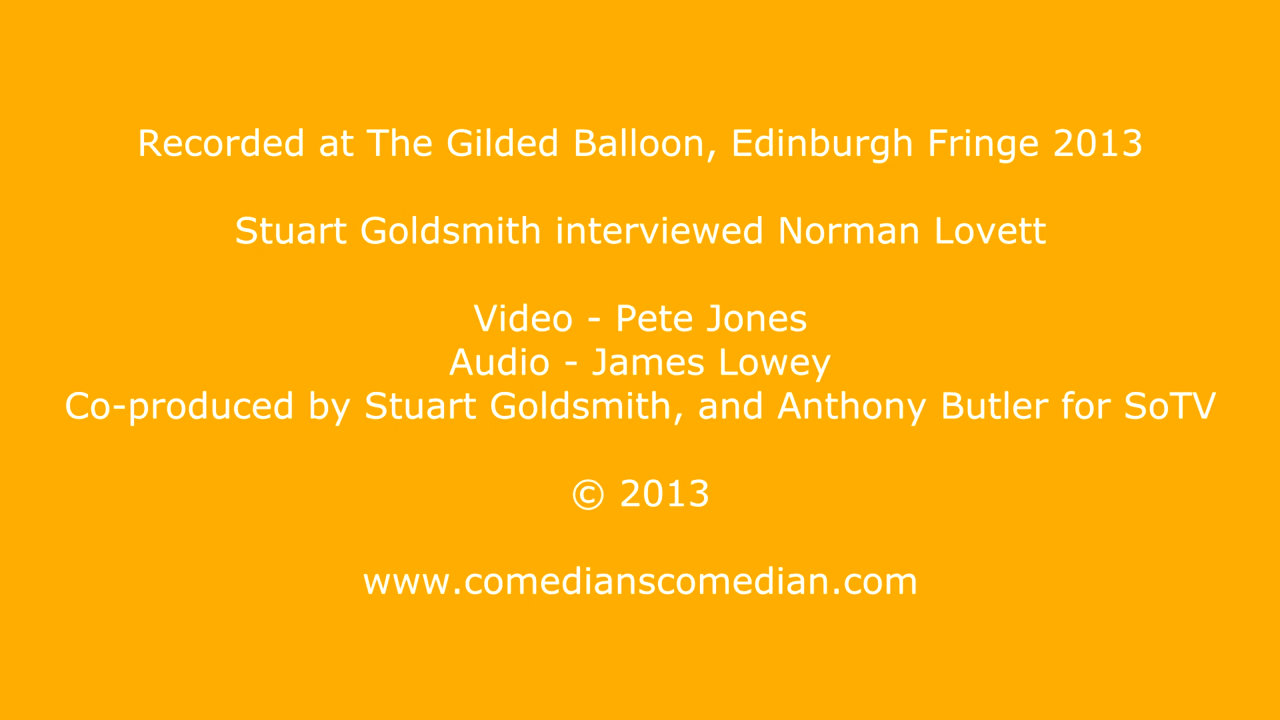 Recorded at The Gilded Balloon, Edinburgh Fringe 2013
Stuart Goldsmith interviewed Norman Lovett
Video - Pete Jones
Audio - James Lowey
Co-produced by Stuart Goldsmith, and Anthony Butler for SoTV
© 2013
www.comedianscomedian.com